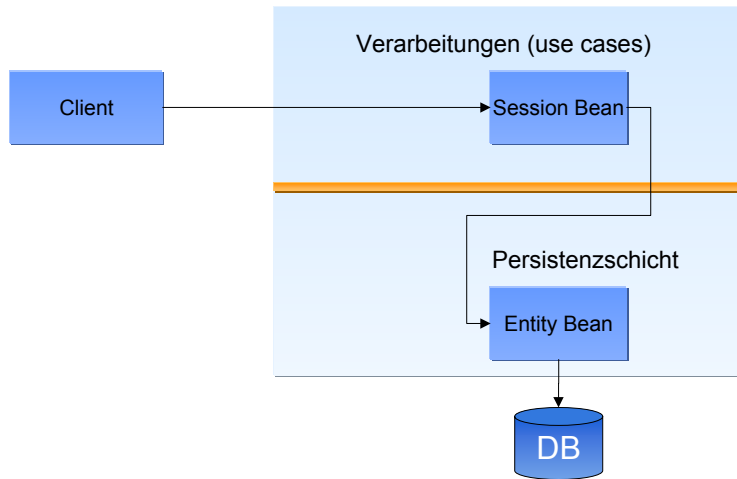 Verarbeitungen (use cases)
Client
Session Bean
Persistenzschicht
Entity Bean
DB